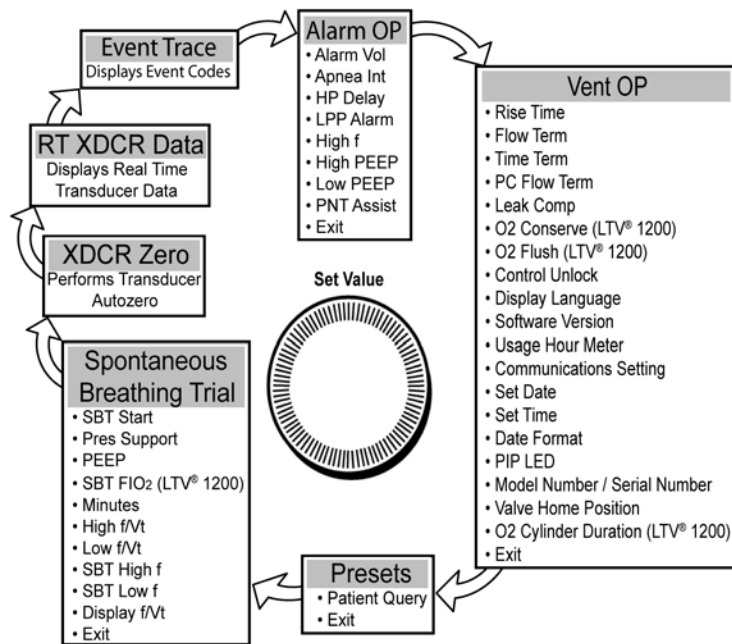 Event Trace
Displays Event Codes
Alarm OP
• Alarm Vol
• Apnea Int
• HP Delay
• LPP Alarm
• High f
• High PEEP
• Low PEEP
• PNT Assist
• Exit
Vent OP
• Rise Time
• Flow Term
• Time Term
• PC Flow Term
• Leak Comp
• O2 Conserve (LTV® 1200)
• O2 Flush (LTV® 1200)
• Control Unlock
• Display Language
• Software Version
• Usage Hour Meter
• Communications Setting
• Set Date
• Set Time
• Date Format
• PIP LED
• Model Number / Serial Number
• Valve Home Position
• O2 Cylinder Duration (LTV® 1200)
• Exit
Presets
• Patient Query
• Exit
Spontaneous
Breathing Trial
• SBT Start
• Pres Support
• PEEP
• SBT FIO2 (LTV® 1200)
• Minutes
• High f/Vt
• Low f/Vt
• SBT High f
• SBT Low f
• Display f/Vt
• Exit
XDCR Zero
Performs Transducer
Autozero
RT XDCR Data
Displays Real Time
Transducer Data
Set Value